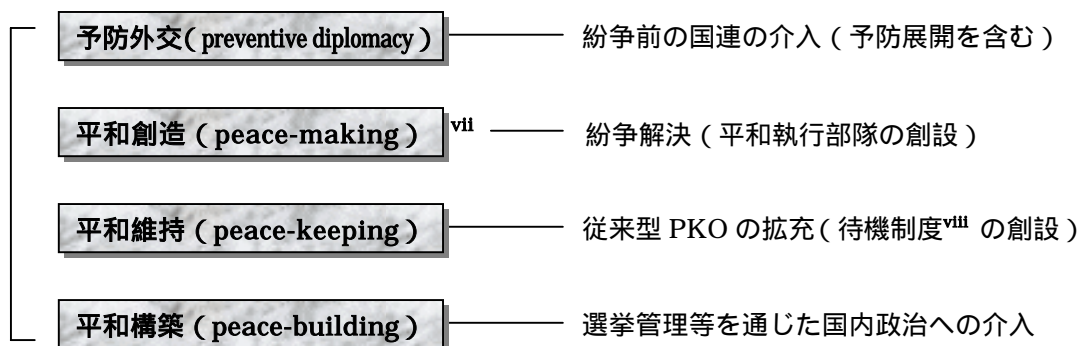 予防外交(preventive diplomacy) 紛争前の国連の介入(予防展開を含む)
平和創造(peace-making)vii 紛争解決(平和執行部隊の創設)
平和維持(peace-keeping) 従来型 PKO の拡充(待機制度viii の創設)
平和構築(peace-building) 選挙管理等を通じた国内政治への介入